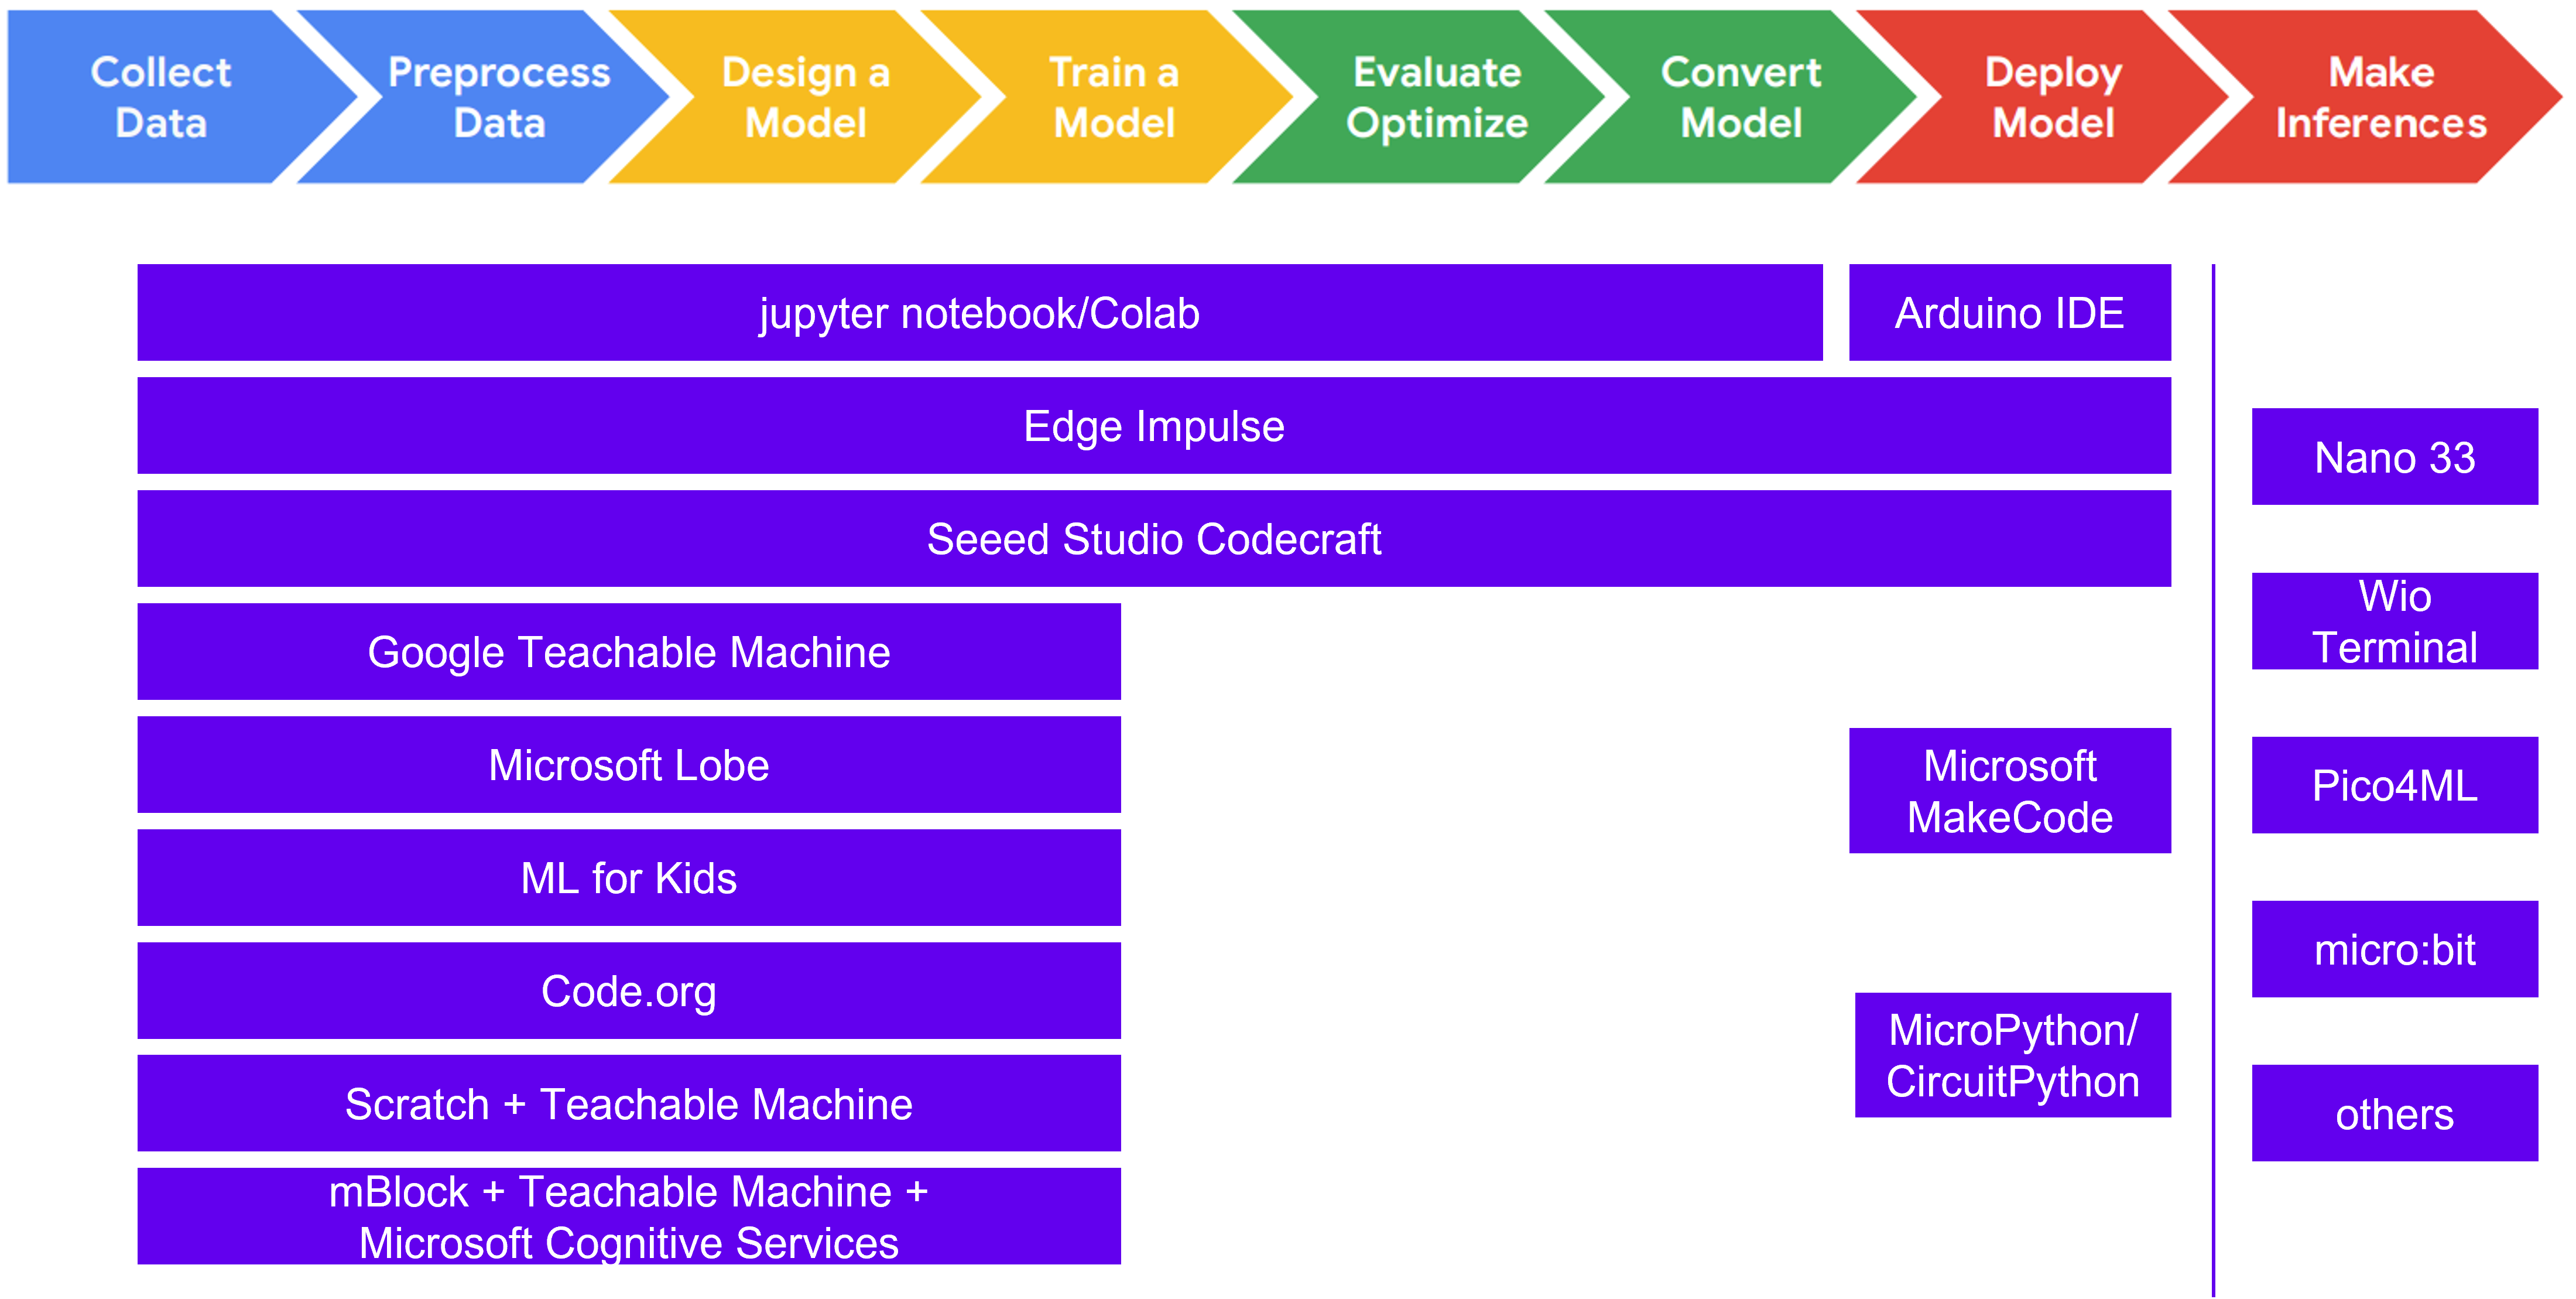 Collect
Data
Preprocess
Data
Design a
Model
Train a
Model
Evaluate
Optimize
Convert
Model
Deploy
Model
Make
Inferences
jupyter notebook/Colab
Arduino IDE
Edge Impulse
Seeed Studio Codecraft
Google Teachable Machine
Microsoft Lobe
ML for Kids
Code.org
Scratch + Teachable Machine
mBlock + Teachable Machine +
Microsoft Cognitive Services
Microsoft
MakeCode
MicroPython/
CircuitPython
Nano 33
Wio
Terminal
Pico4ML
micro:bit
others